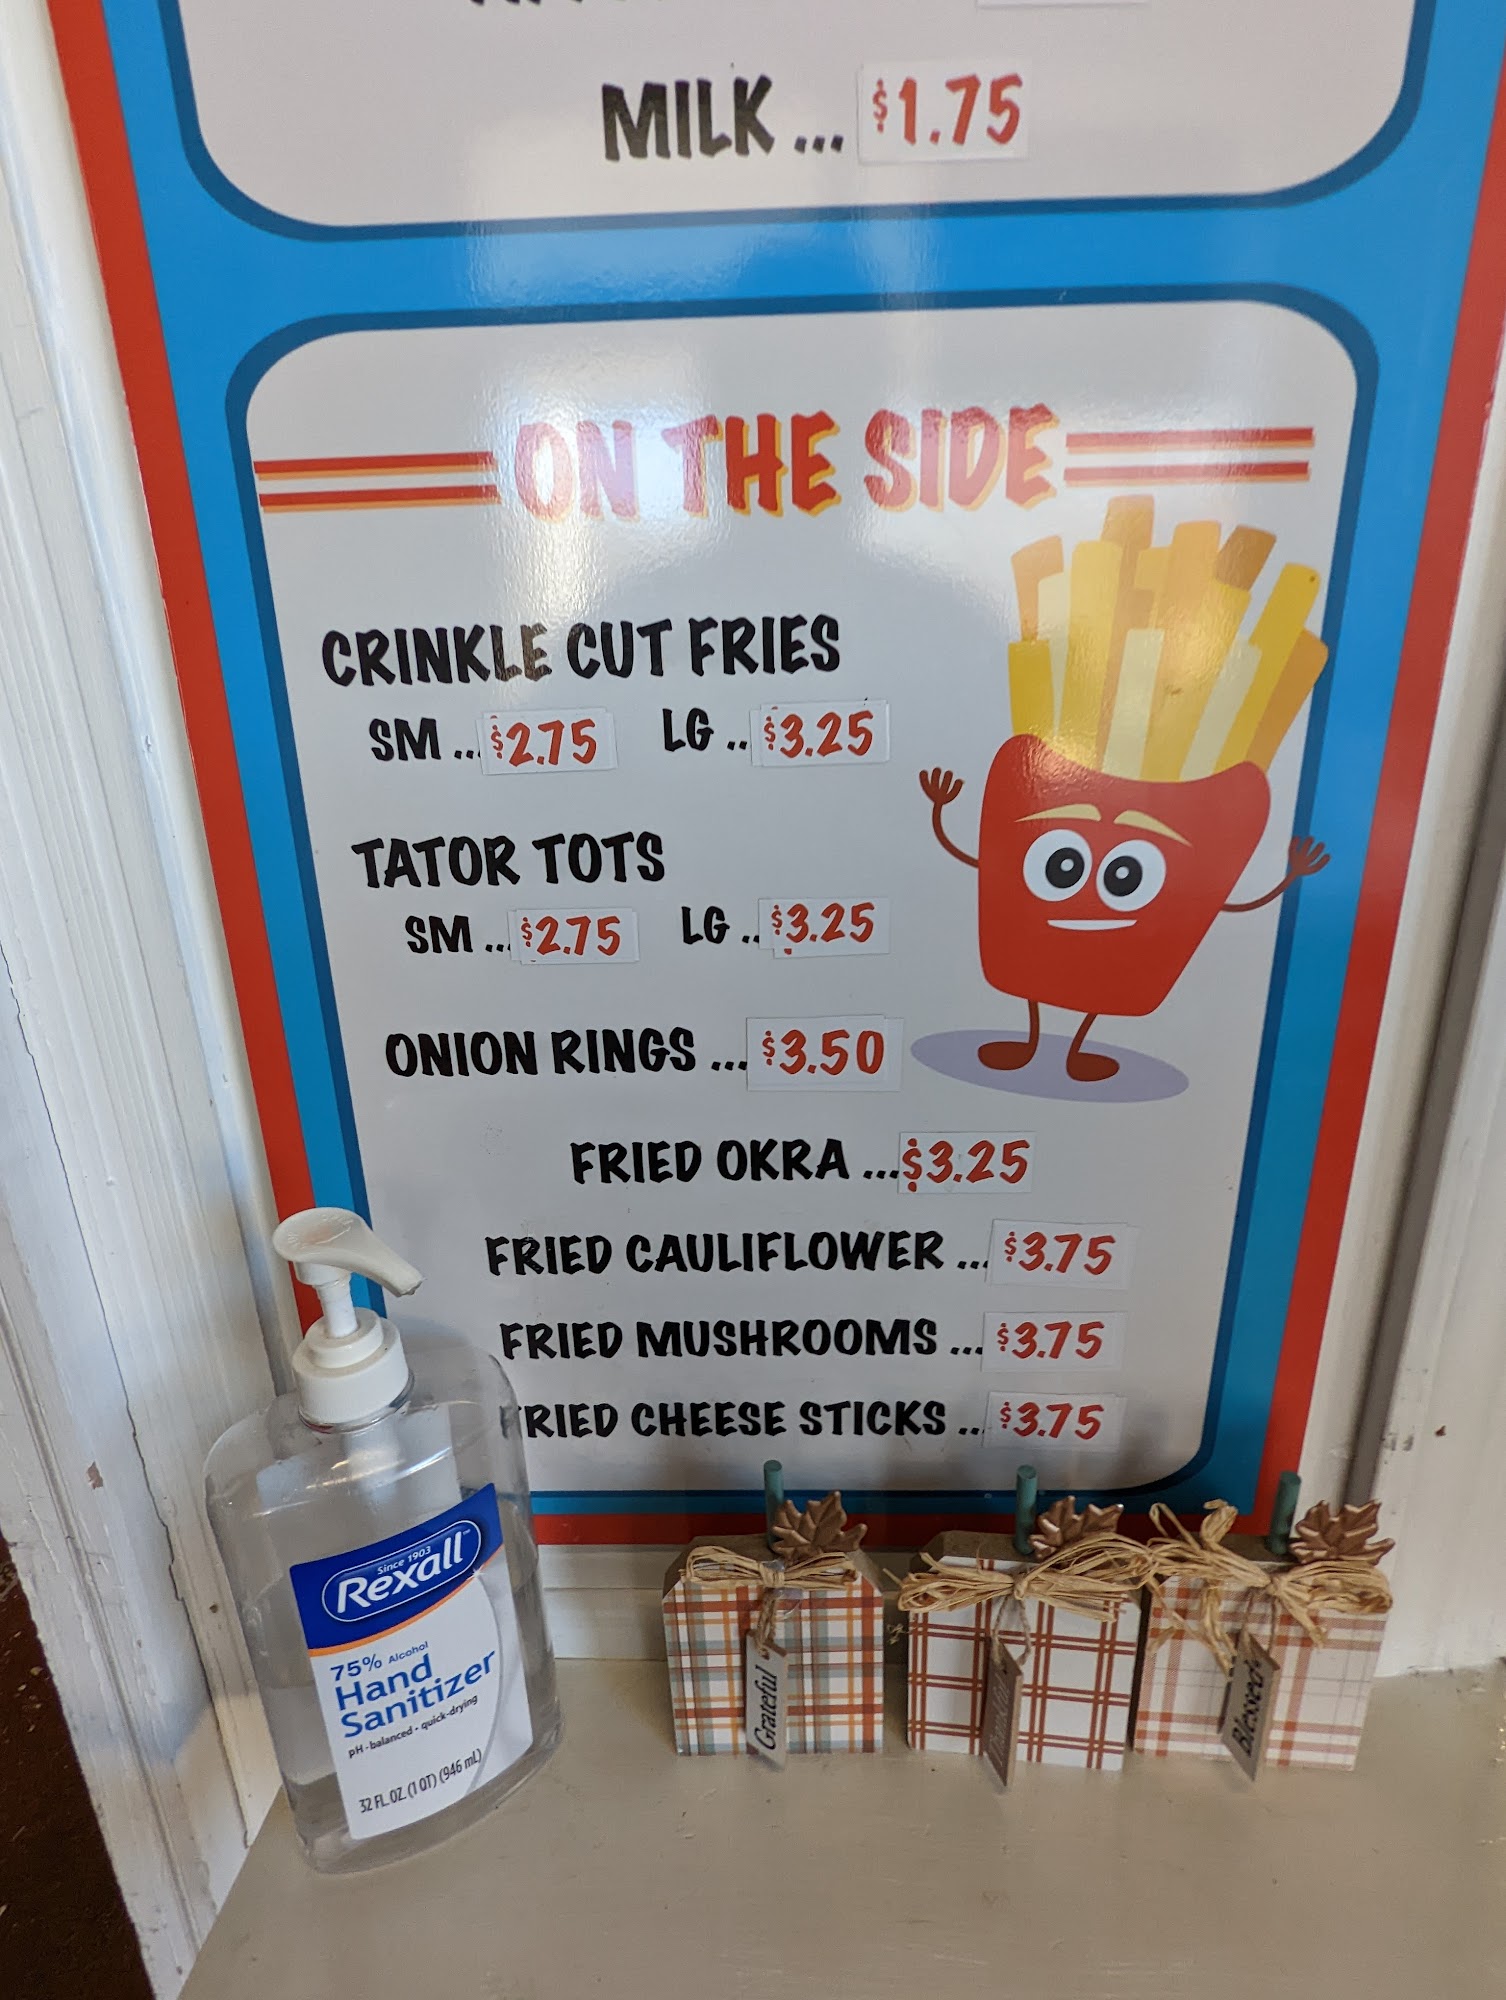 MILK ... $1.75
ON THE SIDE
CRINKLE CUT FRIES
SM ... $2.75 LG .. $3.25
TATOR TOTS
SM ... $2.75 LG .. $3.25
ONION RINGS ... $3.50
FRIED OKRA ... $3.25
FRIED CAULIFLOWER ... $3.75
FRIED MUSHROOMS ... $3.75
FRIED CHEESE STICKS .. $3.75
Since 1903
Rexall
75% Alcohol
Hand
Sanitizer
pH-balanced • quick-drying
32 FL. OZ. (1 QT) (946 mL)
Grateful
Thankful
Blessed